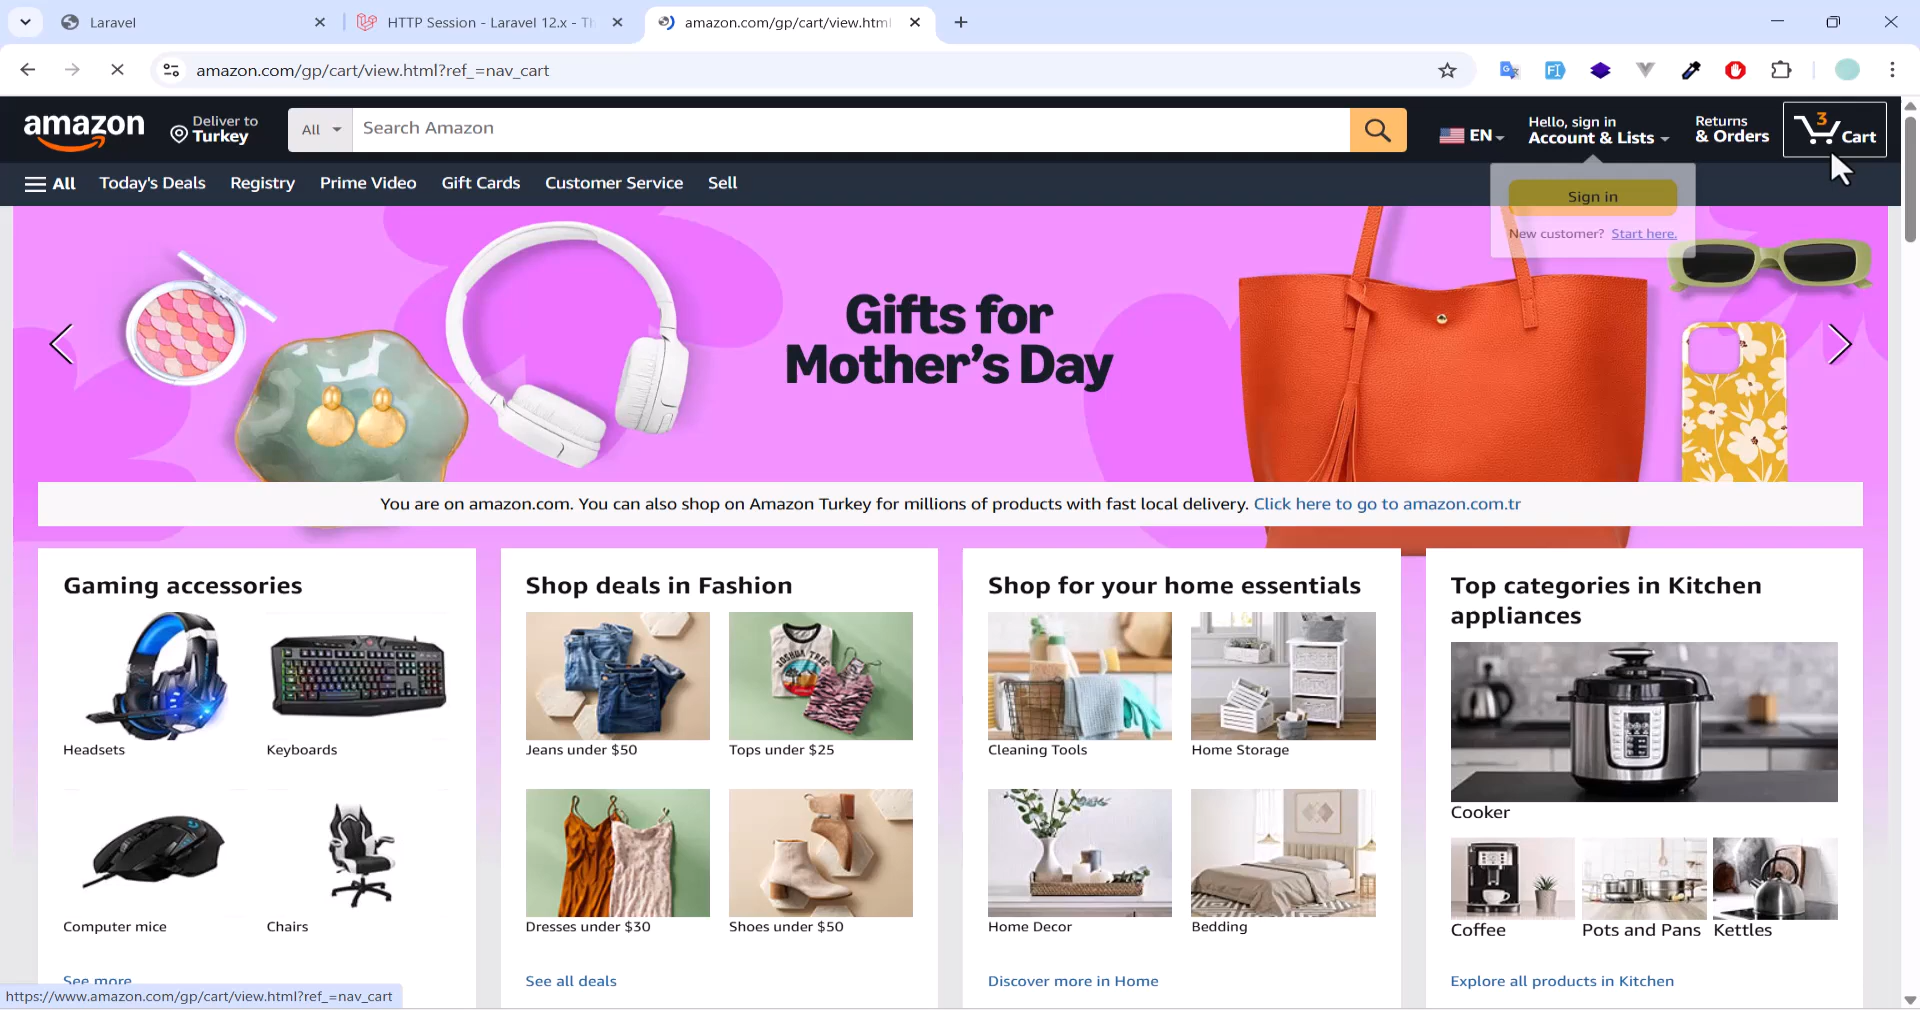 Laravel
HTTP Session - Laravel 12.x - Th
amazon.com/gp/cart/view.html
amazon.com/gp/cart/view.html?ref_=nav_cart
amazon
Deliver to
Turkey
All
Search Amazon
EN
Hello, sign in
Account & Lists
Returns
& Orders
3
Cart
All
Today's Deals
Registry
Prime Video
Gift Cards
Customer Service
Sell
Sign in
New customer? Start here.
Gifts for
Mother's Day
You are on amazon.com. You can also shop on Amazon Turkey for millions of products with fast local delivery. Click here to go to amazon.com.tr
Gaming accessories
Headsets
Keyboards
Computer mice
Chairs
See more
Shop deals in Fashion
JOSHUA TREE
Jeans under $50
Tops under $25
Dresses under $30
Shoes under $50
See all deals
Shop for your home essentials
Cleaning Tools
Home Storage
Home Decor
Bedding
Discover more in Home
Top categories in Kitchen
appliances
Cooker
Coffee
Pots and Pans
Kettles
Explore all products in Kitchen
https://www.amazon.com/gp/cart/view.html?ref_=nav_cart